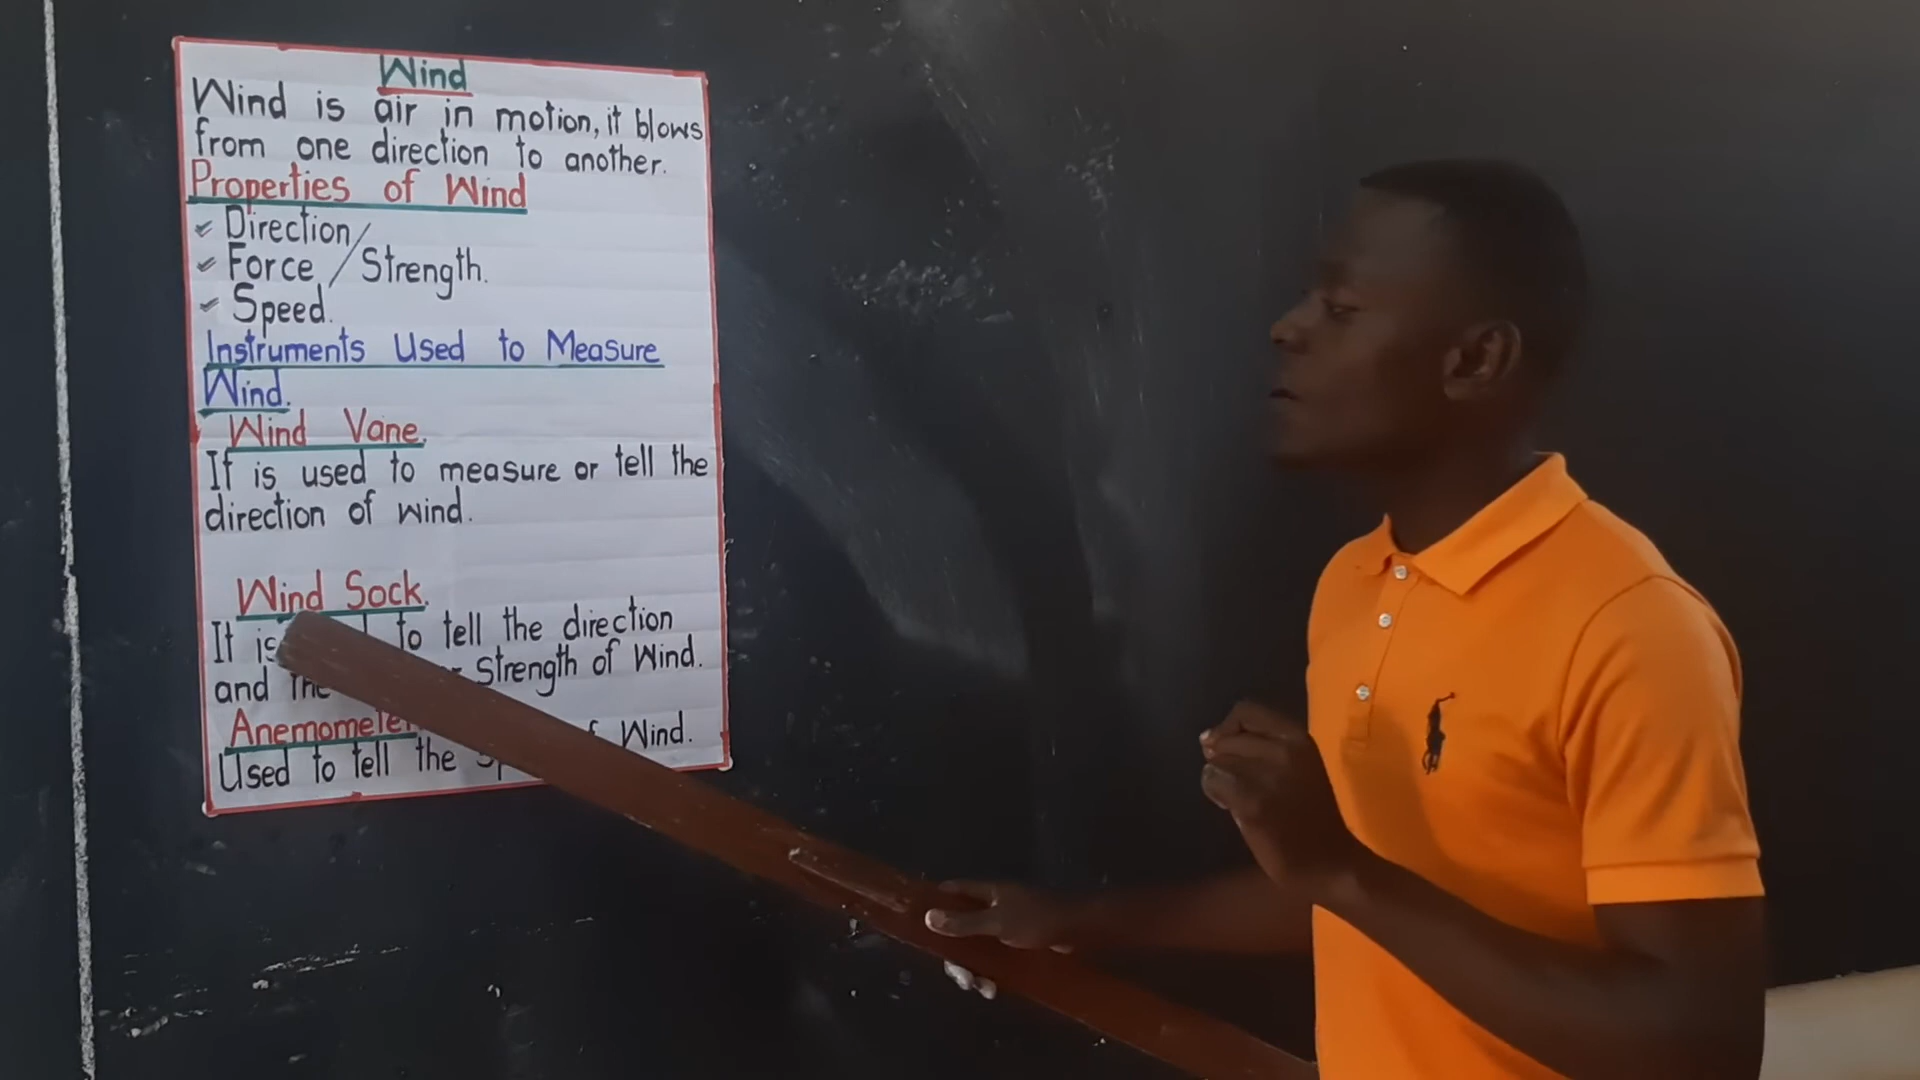 Wind
Wind is air in motion, it blows
from one direction to another.
Properties of Wind
Direction
Force / Strength.
Speed.
Instruments Used to Measure
Wind.
Wind Vane.
It is used to measure or tell the
direction of wind.
Wind Sock.
It is to tell the direction
and the Strength of Wind.
Anemometer Wind.
Used to tell the